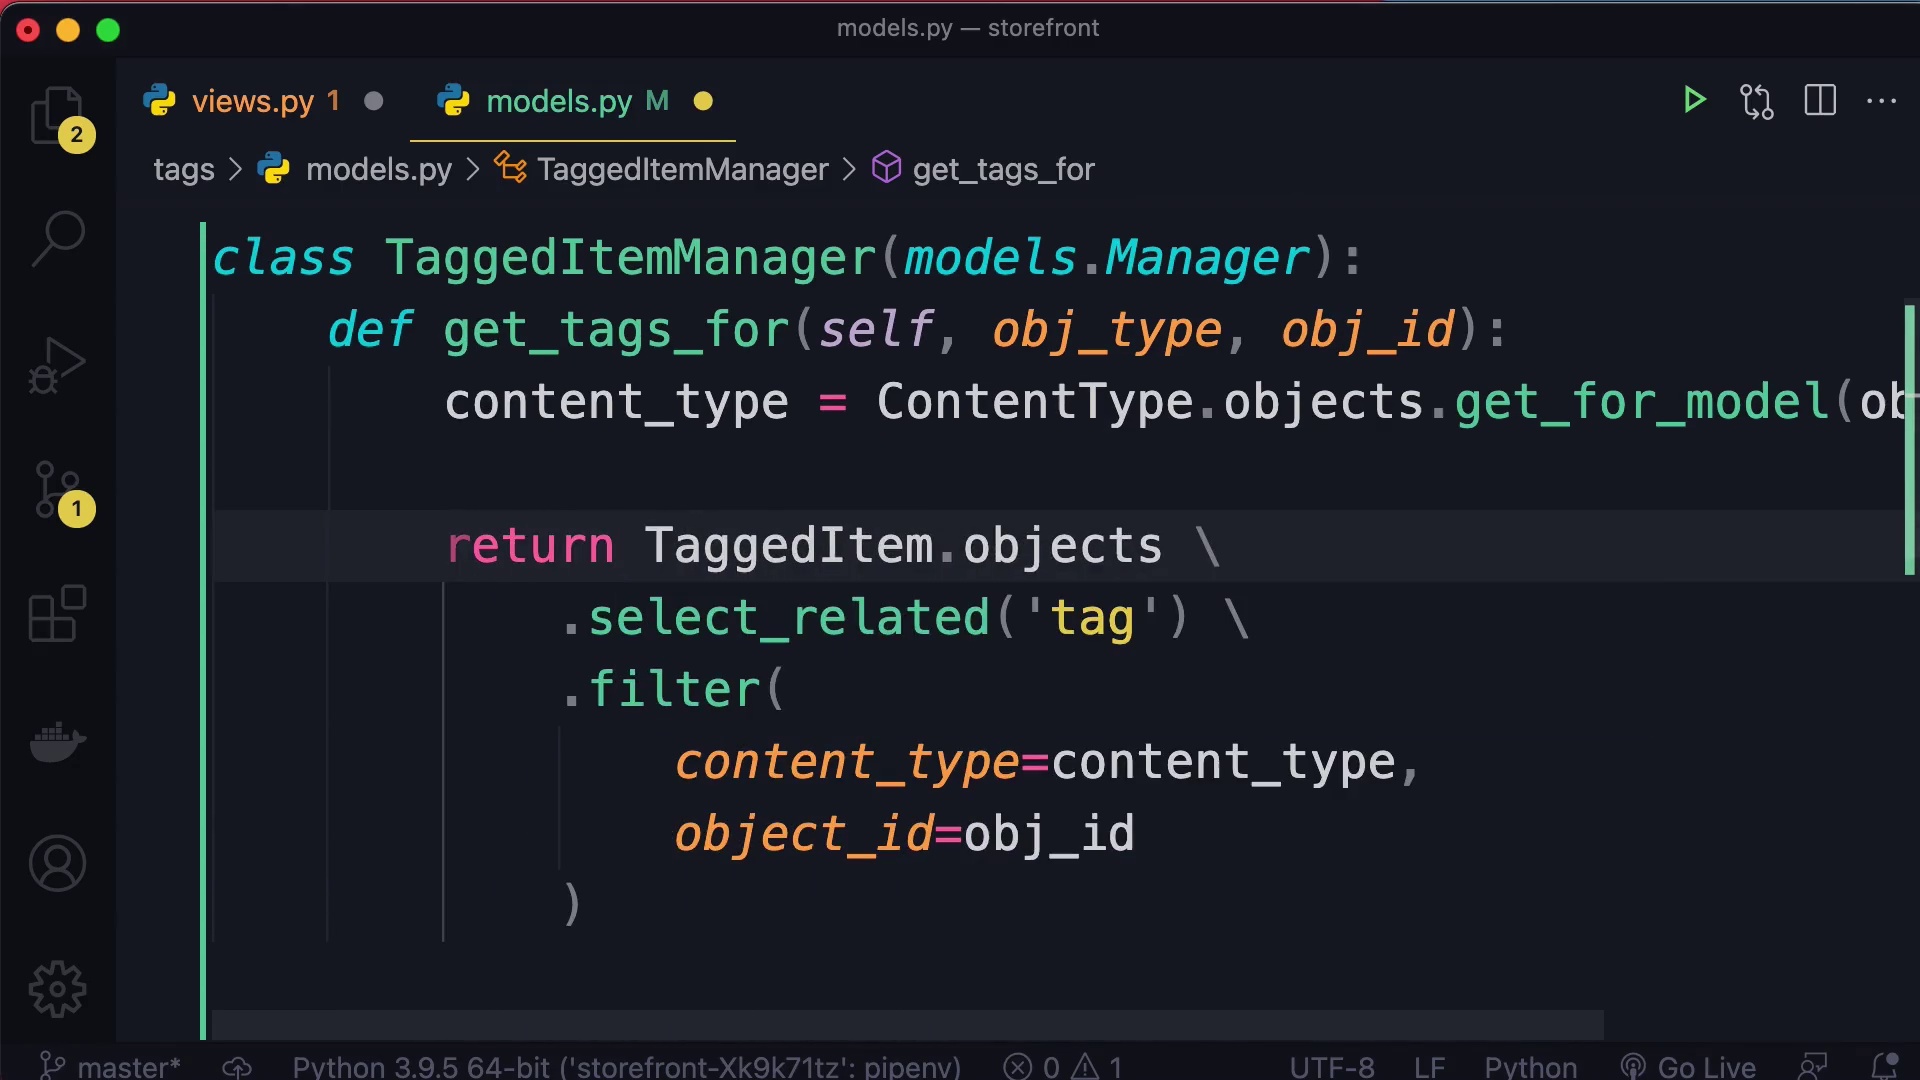 models.py — storefront
views.py 1 models.py M
2
tags > models.py > TaggedItemManager > get_tags_for
class TaggedItemManager(models.Manager):
def get_tags_for(self, obj_type, obj_id):
content_type = ContentType.objects.get_for_model(ob
1
return TaggedItem.objects \
.select_related('tag') \
.filter(
content_type=content_type,
object_id=obj_id
)
master* Python 3.9.5 64-bit ('storefront-Xk9k71tz': pipenv) 0 1 UTF-8 LF Python Go Live